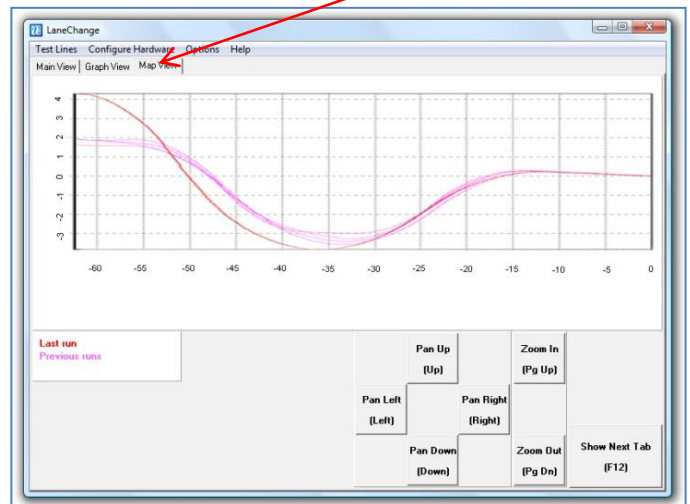 LaneChange
Test Lines Configure Hardware Options Help
Main View Graph View Map View
4
3
2
1
0
-1
-2
-3
-60 -55 -50 -45 -40 -35 -30 -25 -20 -15 -10 -5 0
Last run
Previous runs
Pan Up
(Up)
Zoom In
(Pg Up)
Pan Left
(Left)
Pan Right
(Right)
Pan Down
(Down)
Zoom Out
(Pg Dn)
Show Next Tab
(F12)